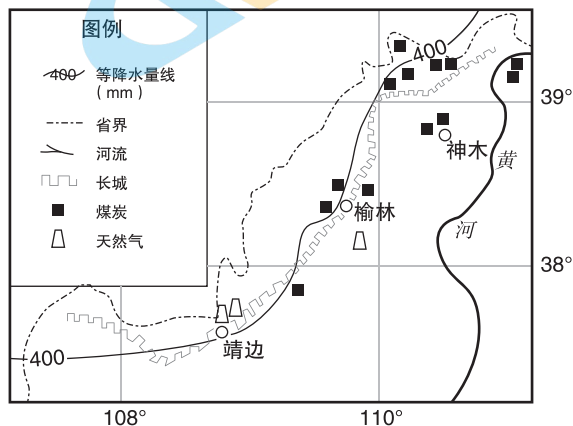 图例
400 等降水量线
( mm )
省界
河流
长城
煤炭
天然气
400
39°
神木
黄
榆林
河
38°
靖边
400
108° 110°